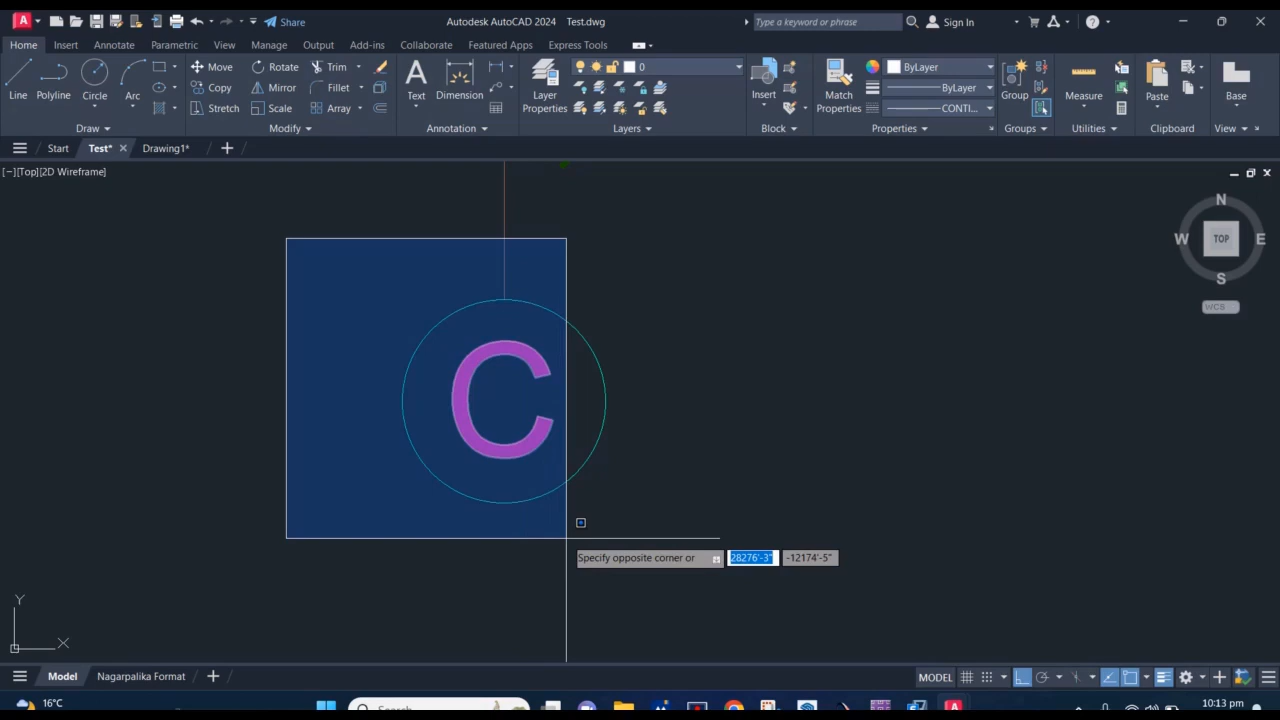 A Share Autodesk AutoCAD 2024 Test.dwg Type a keyword or phrase Sign In
Home Insert Annotate Parametric View Manage Output Add-ins Collaborate Featured Apps Express Tools
Move Rotate Trim 0 ByLayer
Copy Mirror Fillet ByLayer
Stretch Scale Array CONTI...
Line Polyline Circle Arc Text Dimension Layer Properties Insert Match Properties Group Measure Paste Base
Draw Modify Annotation Layers Block Properties Groups Utilities Clipboard View
Start Test* Drawing1*
[−][Top][2D Wireframe]
N
W TOP E
S
WCS
C
Specify opposite corner or 28276'-3" -12174'-5"
Y
X
Model Nagarpalika Format MODEL
16°C Search 10:13 pm